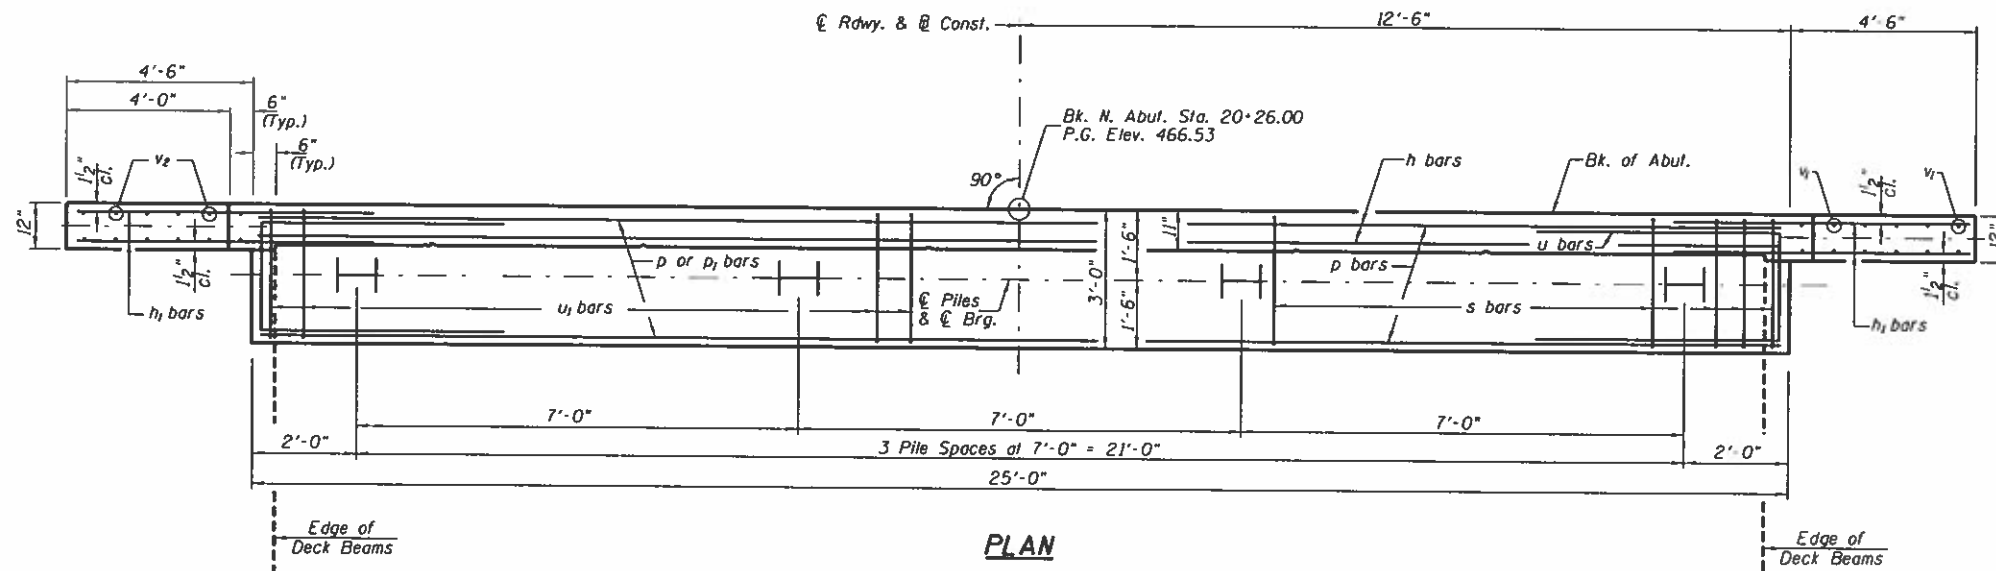 ℄ Rdwy. & ℄ Const.
12'-6"
4'-6"
4'-6"
4'-0"
6"
(Typ.)
6"
(Typ.)
Bk. N. Abut. Sta. 20+26.00
P.G. Elev. 466.53
90°
h bars
Bk. of Abut.
v2
1½"
cl.
12"
1½"
cl.
h1 bars
p or p1 bars
u1 bars
℄ Piles
& ℄ Brg.
3'-0"
1'-6"
1'-6"
11"
p bars
u bars
s bars
v1
1½"
cl.
v1
12"
1½"
cl.
h1 bars
7'-0"
7'-0"
7'-0"
2'-0"
3 Pile Spaces at 7'-0" = 21'-0"
2'-0"
25'-0"
Edge of
Deck Beams
PLAN
Edge of
Deck Beams